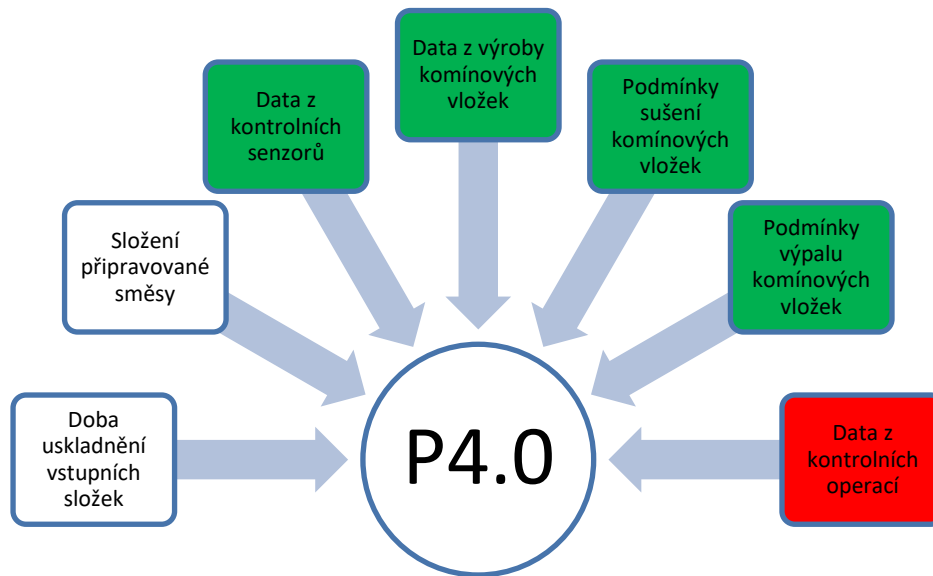 Data z výroby
komínových
vložek
Data z
kontrolních
senzorů
Podmínky
sušení
komínových
vložek
Složení
připravované
směsy
Podmínky
výpalu
komínových
vložek
Doba
uskladnění
vstupních
složek
P4.0
Data z
kontrolních
operací